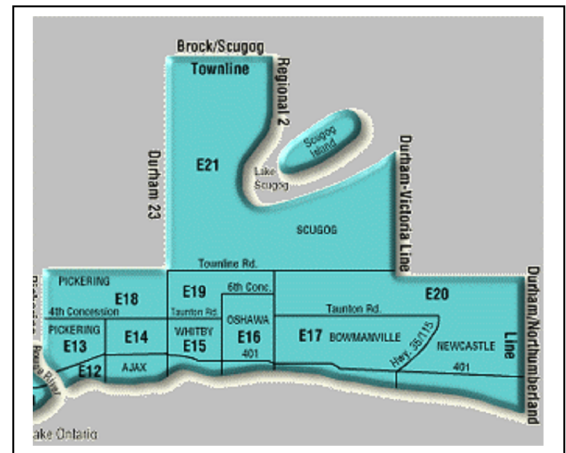 Brock/Scugog
Townline
Regional 2
Scugog
Island
E21
Lake
Scugog
Durham 23
Durham-Victoria Line
SCUGOG
Townline Rd.
PICKERING
E18
E19
6th Conc.
E20
4th Concession
Taunton Rd.
Taunton Rd.
PICKERING
E13
E14
WHITBY
E15
OSHAWA
E16
401
E17
BOWMANVILLE
Hwy. 35/115
NEWCASTLE
401
Durham/Northumberland
Line
E12
AJAX
River
ake Ontario